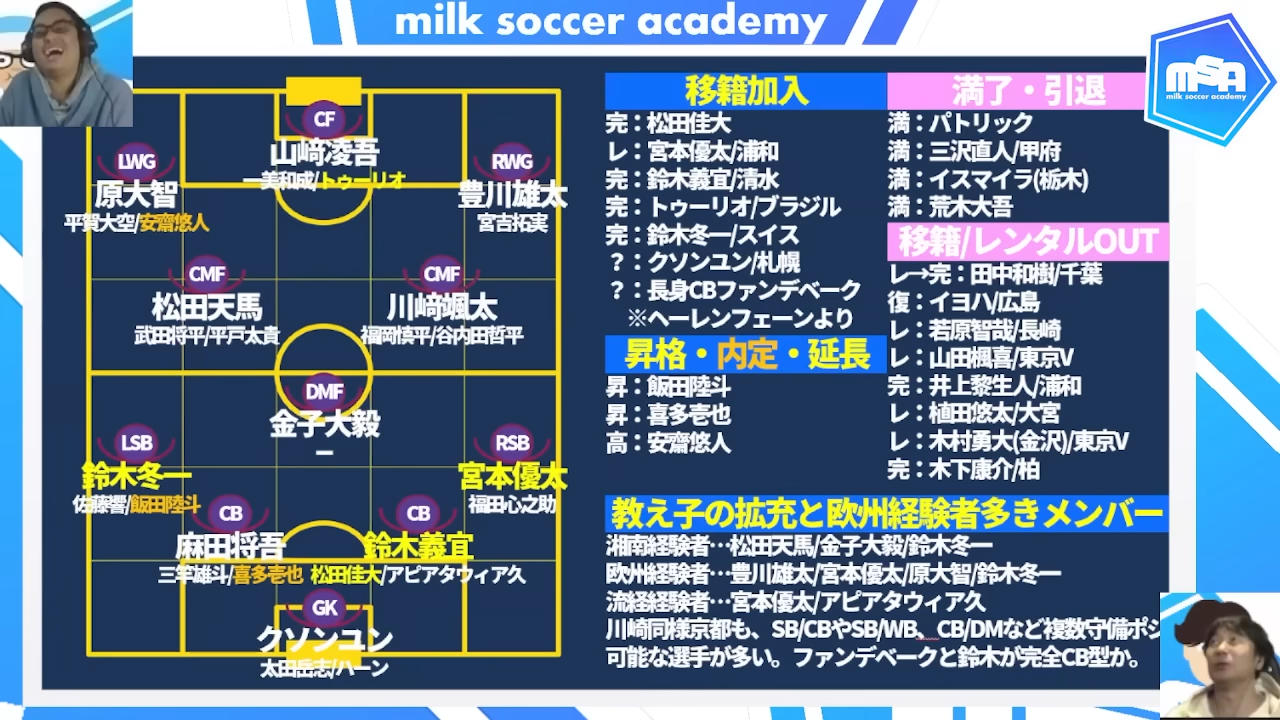 milk soccer academy
MSA
milk soccer academy
CF
山﨑凌吾
一美和成/トゥーリオ
LWG
原大智
平賀大空/安齋悠人
RWG
豊川雄太
宮吉拓実
CMF
松田天馬
武田将平/平戸太貴
CMF
川﨑颯太
福岡慎平/谷内田哲平
DMF
金子大毅
ー
LSB
鈴木冬一
佐藤響/飯田陸斗
RSB
宮本優太
福田心之助
CB
麻田将吾
三竿雄斗/喜多壱也
CB
鈴木義宜
松田佳大/アピアタウィア久
GK
クソンユン
太田岳志/ハーン
移籍加入
完：松田佳大
レ：宮本優太/浦和
完：鈴木義宜/清水
完：トゥーリオ/ブラジル
完：鈴木冬一/スイス
？：クソンユン/札幌
？：長身CBファンデベーク
※ヘーレンフェーンより
昇格・内定・延長
昇：飯田陸斗
昇：喜多壱也
高：安齋悠人
満了・引退
満：パトリック
満：三沢直人/甲府
満：イスマイラ(栃木)
満：荒木大吾
移籍/レンタルOUT
レ→完：田中和樹/千葉
復：イヨハ/広島
レ：若原智哉/長崎
レ：山田楓喜/東京V
完：井上黎生人/浦和
レ：植田悠太/大宮
レ：木村勇大(金沢)/東京V
完：木下康介/柏
教え子の拡充と欧州経験者多きメンバー
湘南経験者…松田天馬/金子大毅/鈴木冬一
欧州経験者…豊川雄太/宮本優太/原大智/鈴木冬一
流経経験者…宮本優太/アピアタウィア久
川崎同様京都も、SB/CBやSB/WB、CB/DMなど複数守備ポジ
可能な選手が多い。ファンデベークと鈴木が完全CB型か。